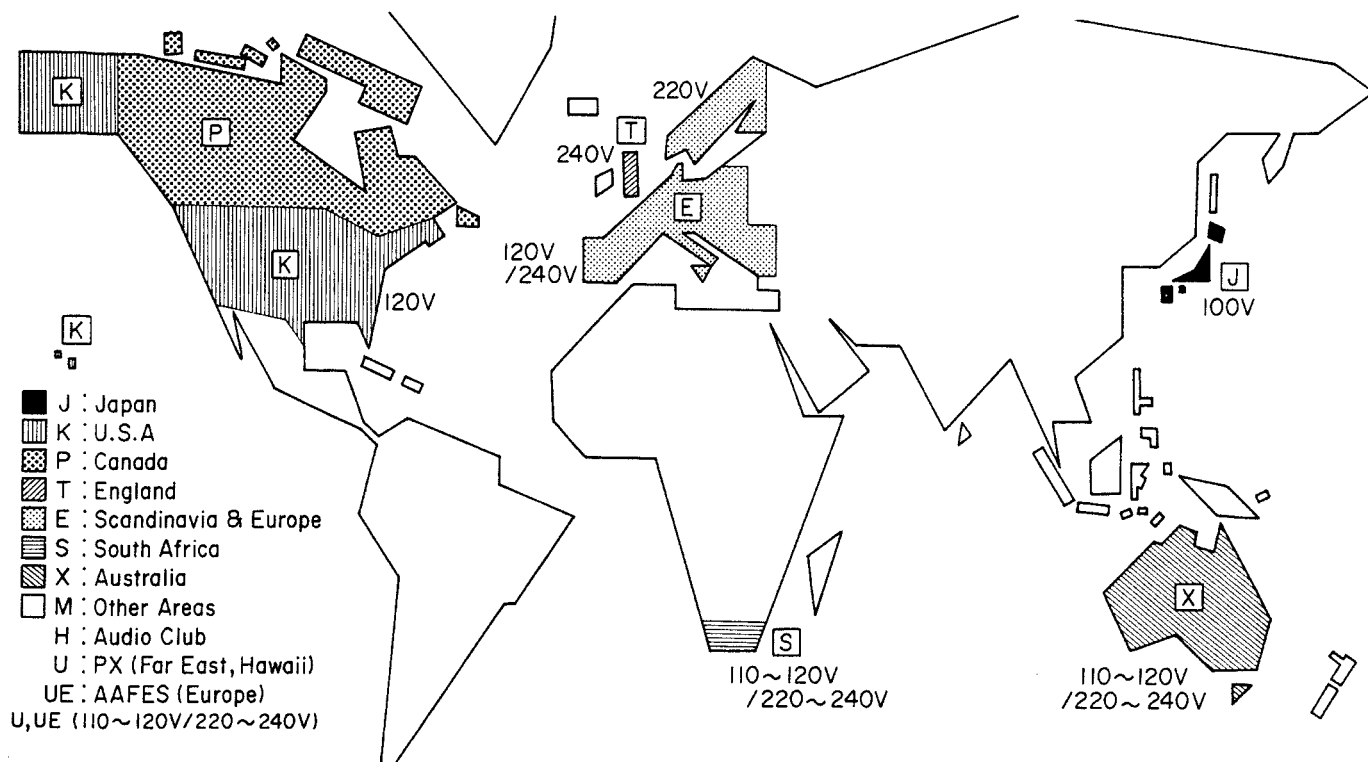 K
P
T
220V
240V
E
K
120V
/240V
120V
J
100V
K
J : Japan
K : U.S.A
P : Canada
T : England
E : Scandinavia & Europe
S : South Africa
X : Australia
M : Other Areas
H : Audio Club
U : PX (Far East, Hawaii)
UE : AAFES (Europe)
U,UE (110~120V/220~240V)
X
S
110~120V
/220~240V
110~120V
/220~240V